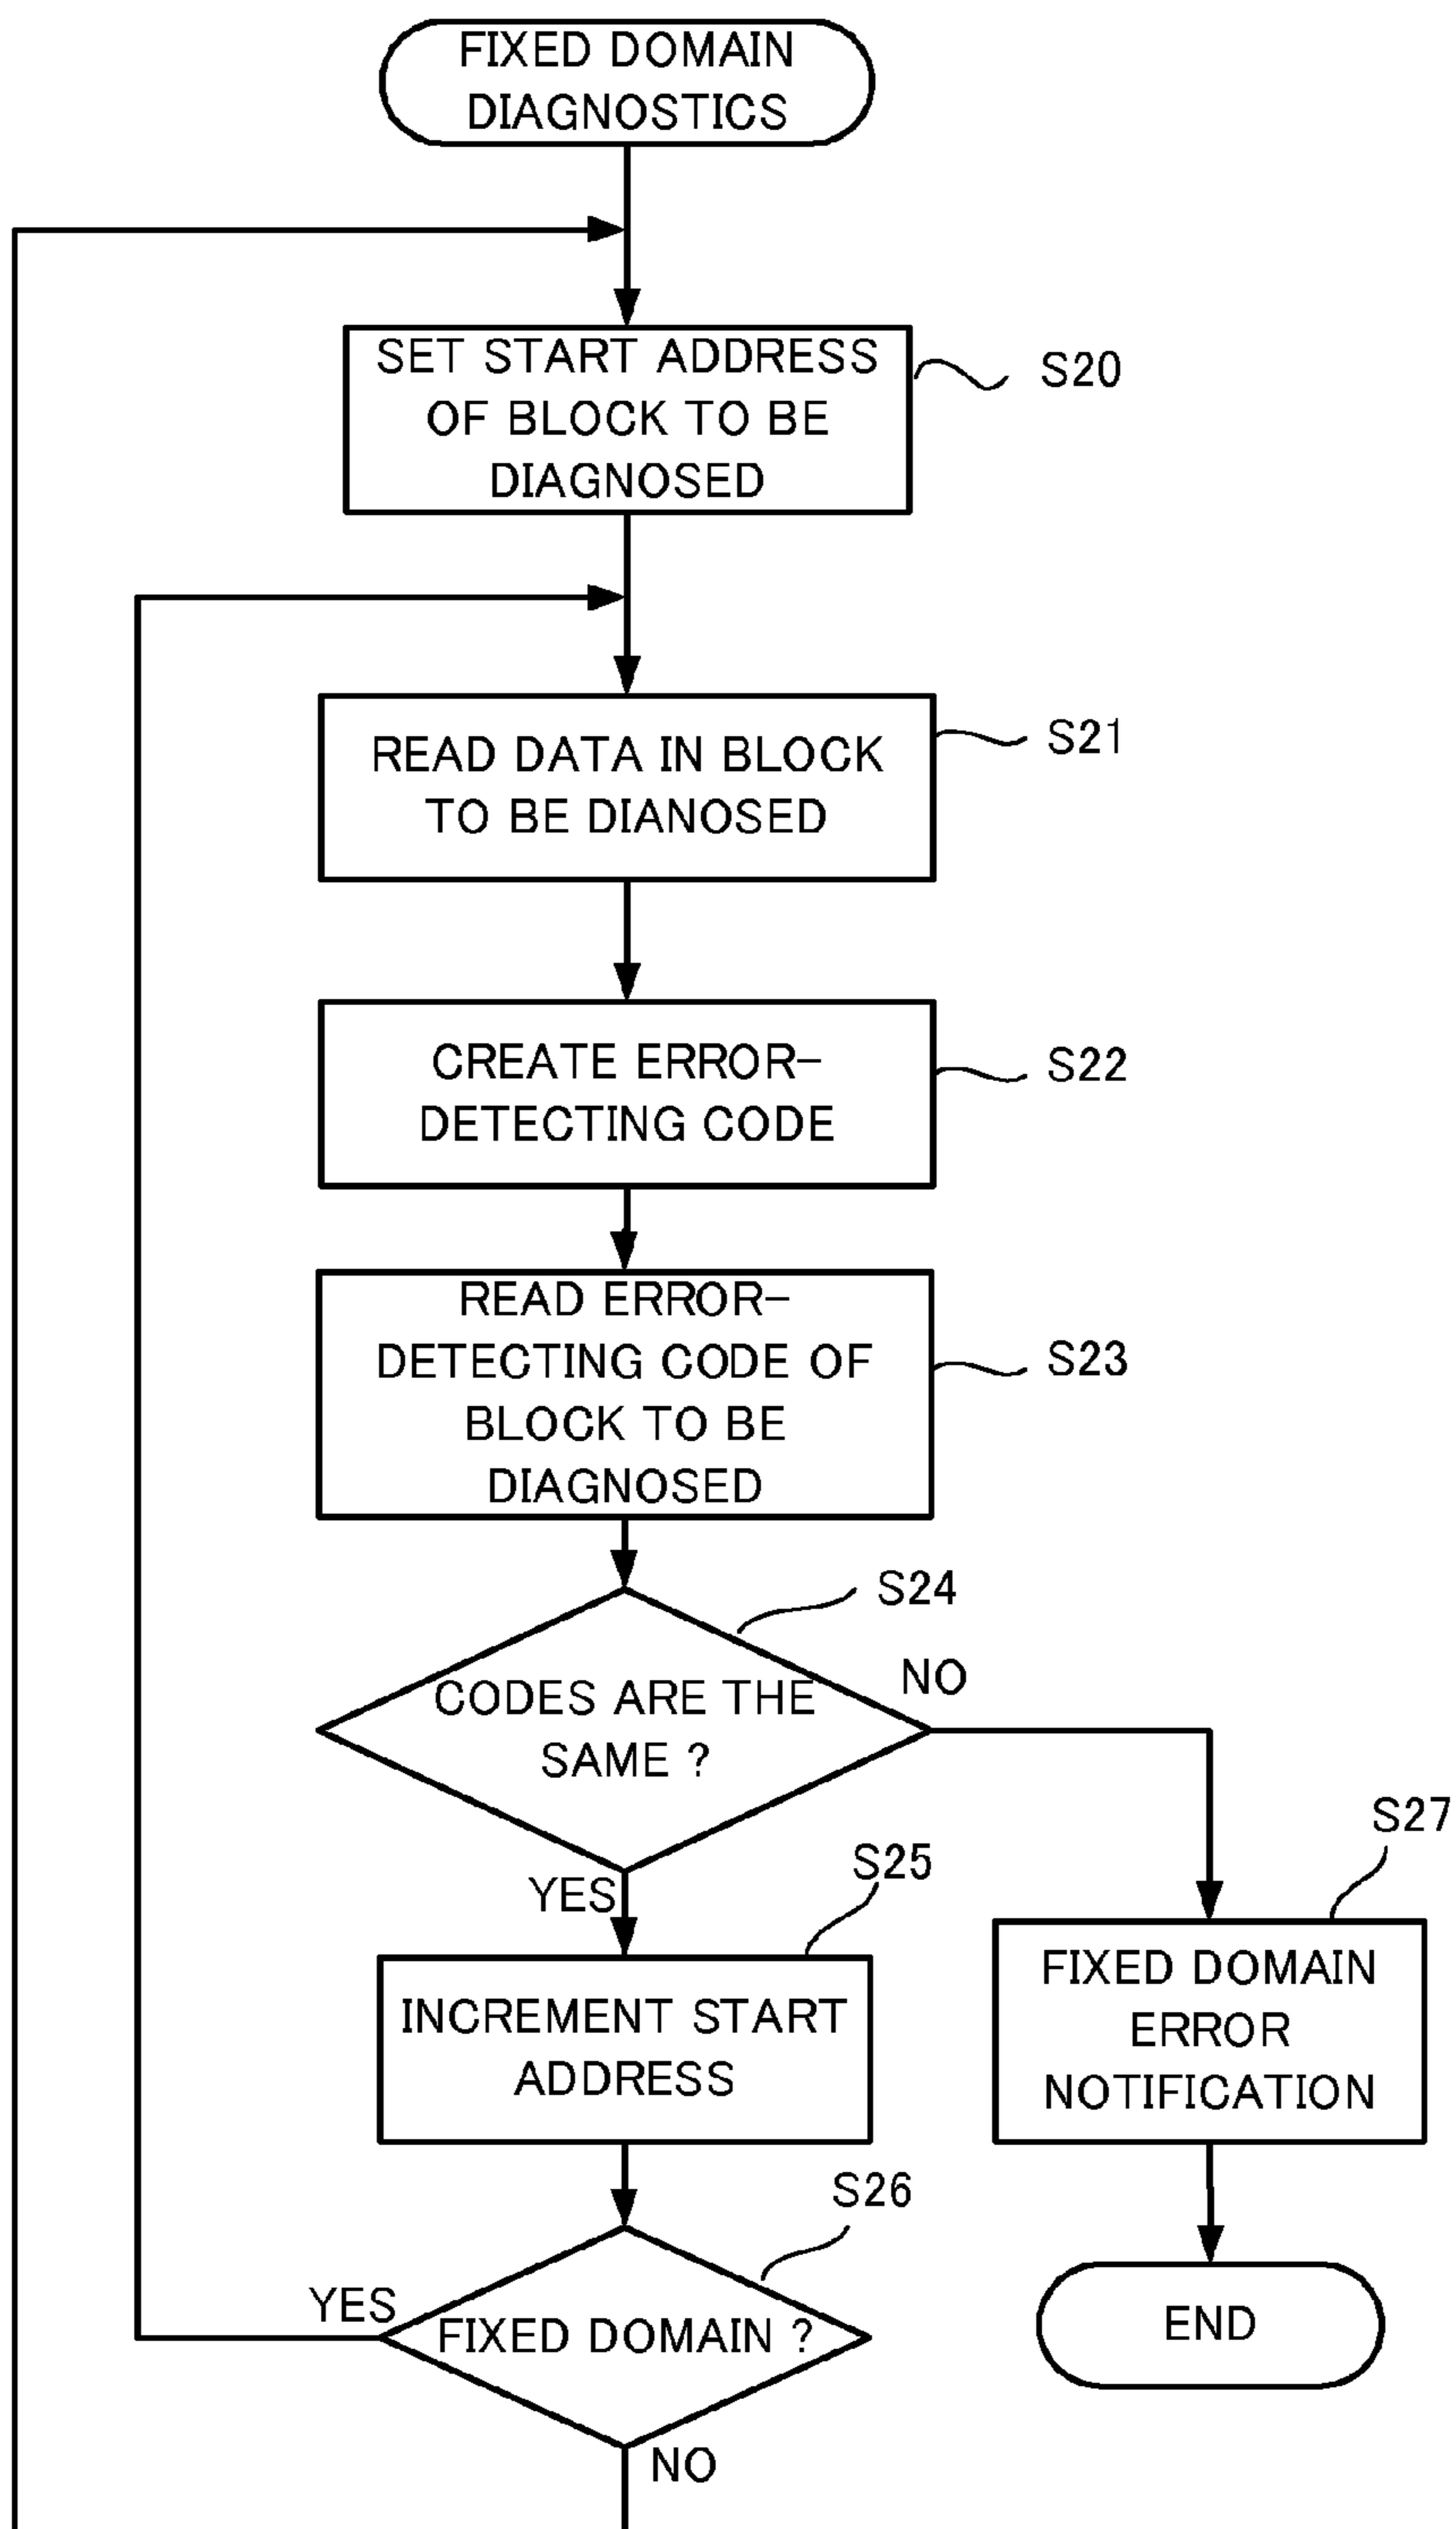 FIXED DOMAIN
DIAGNOSTICS
SET START ADDRESS
OF BLOCK TO BE
DIAGNOSED
S20
READ DATA IN BLOCK
TO BE DIANOSED
S21
CREATE ERROR-
DETECTING CODE
S22
READ ERROR-
DETECTING CODE OF
BLOCK TO BE
DIAGNOSED
S23
S24
CODES ARE THE
SAME ?
NO
YES
S25
INCREMENT START
ADDRESS
S27
FIXED DOMAIN
ERROR
NOTIFICATION
S26
FIXED DOMAIN ?
YES
NO
END